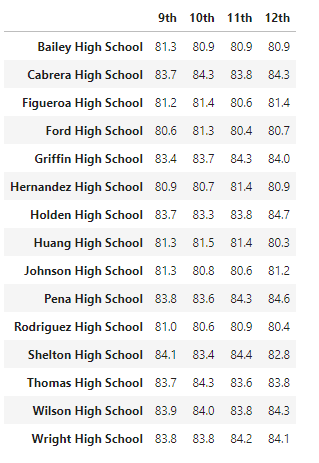 9th 10th 11th 12th
Bailey High School 81.3 80.9 80.9 80.9
Cabrera High School 83.7 84.3 83.8 84.3
Figueroa High School 81.2 81.4 80.6 81.4
Ford High School 80.6 81.3 80.4 80.7
Griffin High School 83.4 83.7 84.3 84.0
Hernandez High School 80.9 80.7 81.4 80.9
Holden High School 83.7 83.3 83.8 84.7
Huang High School 81.3 81.5 81.4 80.3
Johnson High School 81.3 80.8 80.6 81.2
Pena High School 83.8 83.6 84.3 84.6
Rodriguez High School 81.0 80.6 80.9 80.4
Shelton High School 84.1 83.4 84.4 82.8
Thomas High School 83.7 84.3 83.6 83.8
Wilson High School 83.9 84.0 83.8 84.3
Wright High School 83.8 83.8 84.2 84.1